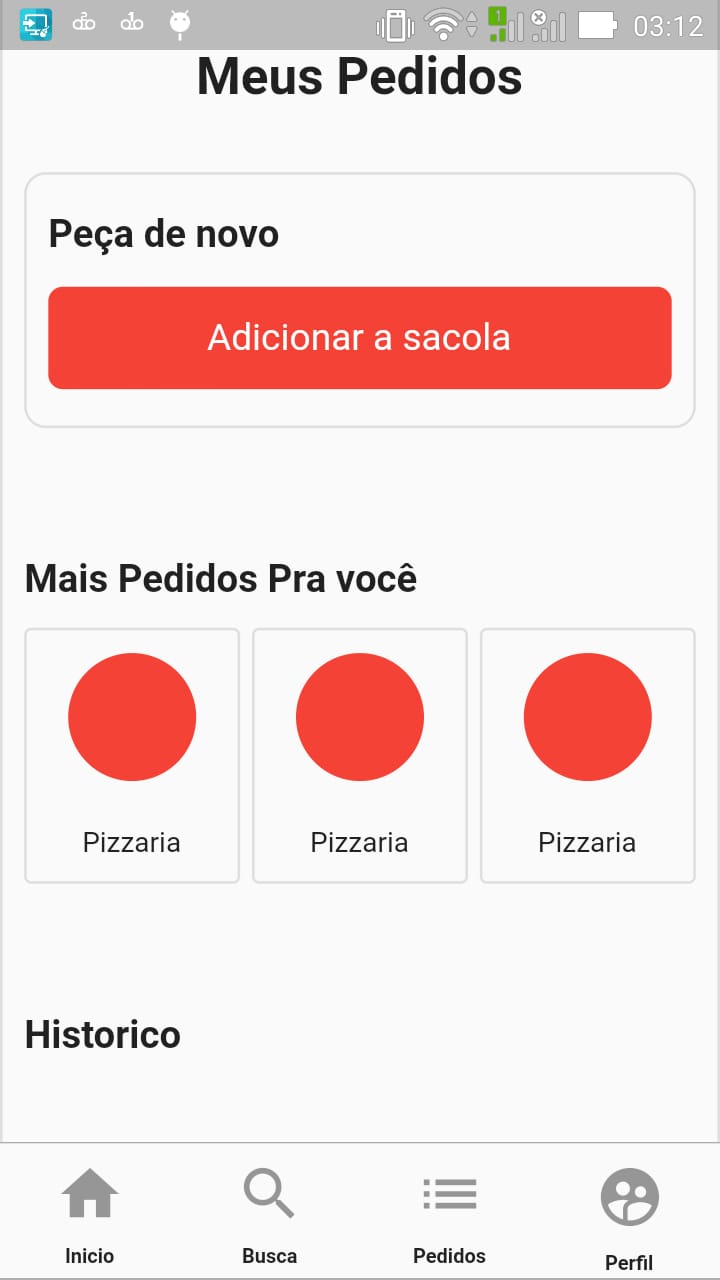 03:12
Meus Pedidos
Peça de novo
Adicionar a sacola
Mais Pedidos Pra você
Pizzaria Pizzaria Pizzaria
Historico
Inicio Busca Pedidos Perfil